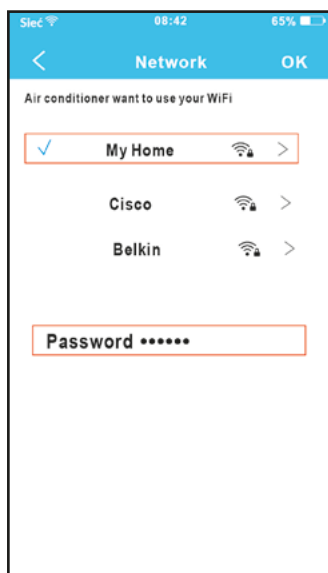 Sieć 08:42 65%
< Network OK
Air conditioner want to use your WiFi
✓ My Home >
Cisco >
Belkin >
Password ••••••